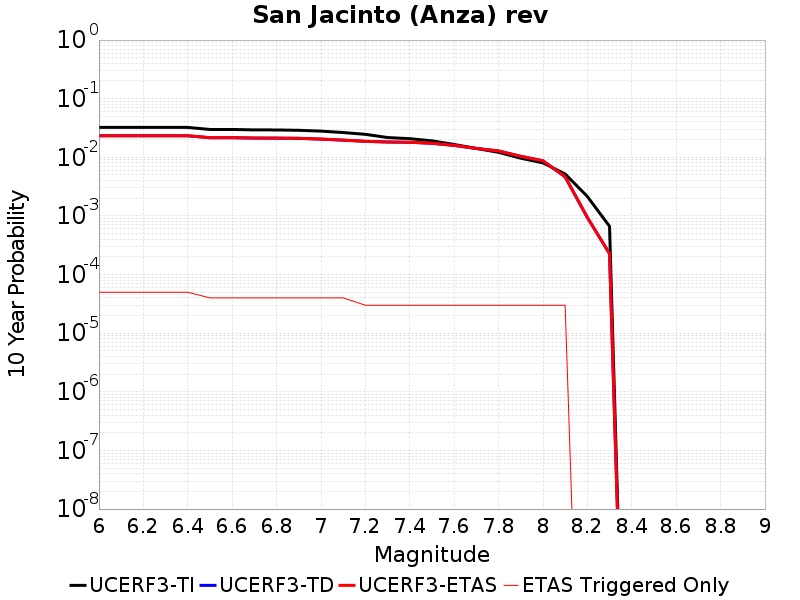 San Jacinto (Anza) rev
10^0
10^-1
10^-2
10^-3
10^-4
10^-5
10^-6
10^-7
10^-8
10 Year Probability
6 6.2 6.4 6.6 6.8 7 7.2 7.4 7.6 7.8 8 8.2 8.4 8.6 8.8 9
Magnitude
UCERF3-TI UCERF3-TD UCERF3-ETAS ETAS Triggered Only